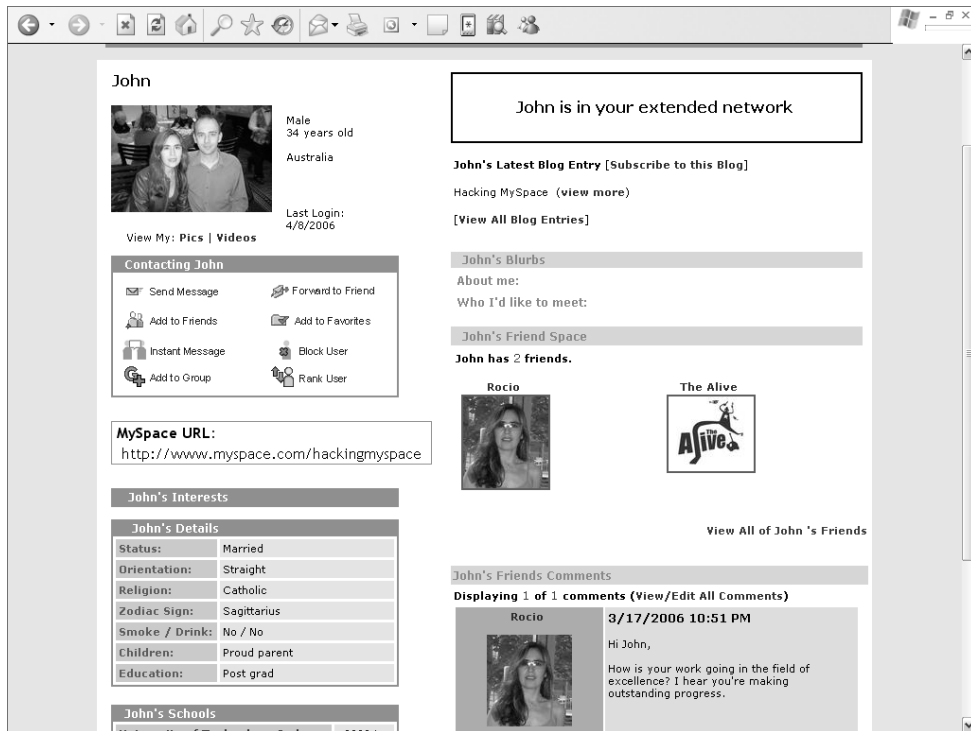 John
Male
34 years old
Australia
Last Login:
4/8/2006
View My: Pics | Videos
Contacting John
Send Message
Forward to Friend
Add to Friends
Add to Favorites
Instant Message
Block User
Add to Group
Rank User
MySpace URL:
http://www.myspace.com/hackingmyspace
John's Interests
John's Details
Status: Married
Orientation: Straight
Religion: Catholic
Zodiac Sign: Sagittarius
Smoke / Drink: No / No
Children: Proud parent
Education: Post grad
John's Schools
John is in your extended network
John's Latest Blog Entry [Subscribe to this Blog]
Hacking MySpace (view more)
[View All Blog Entries]
John's Blurbs
About me:
Who I'd like to meet:
John's Friend Space
John has 2 friends.
Rocio
The Alive
The
Alive
View All of John 's Friends
John's Friends Comments
Displaying 1 of 1 comments (View/Edit All Comments)
Rocio
3/17/2006 10:51 PM
Hi John,
How is your work going in the field of
excellence? I hear you're making
outstanding progress.